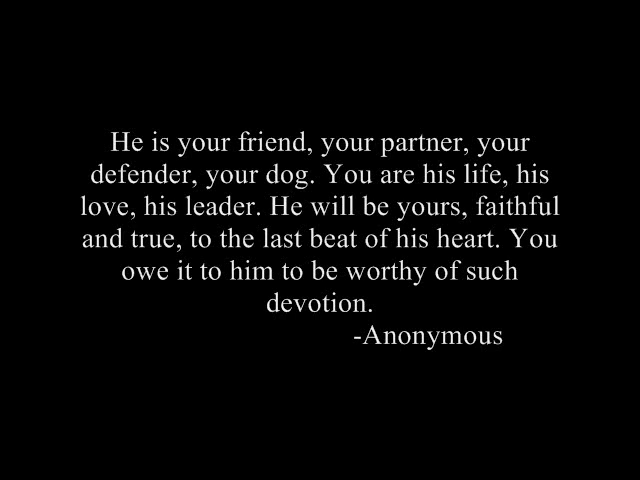 He is your friend, your partner, your
defender, your dog. You are his life, his
love, his leader. He will be yours, faithful
and true, to the last beat of his heart. You
owe it to him to be worthy of such
devotion.
-Anonymous